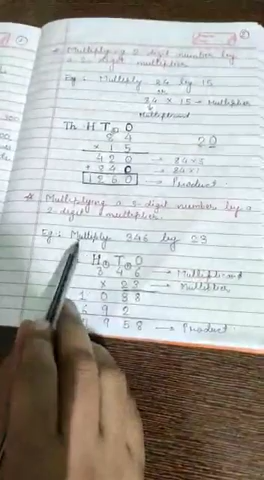 * Multiplying a 2 digit number by
a 2 digit multiplier.
Eg: Multiply 84 by 15
or
84 × 15 → Multiplier
↓
Multiplicand
Th H T O
8 4
× 1 5
20
4 2 0 → 84×5
+ 8 4 0 → 84×1
1 2 6 0 → Product
* Multiplying a 3-digit number by a
2 digit multiplier.
Eg: Multiply 346 by 23
H T O
3 4 6 → Multiplicand
× 2 3 → Multiplier
1 0 3 8
6 9 2
9 5 8 → Product